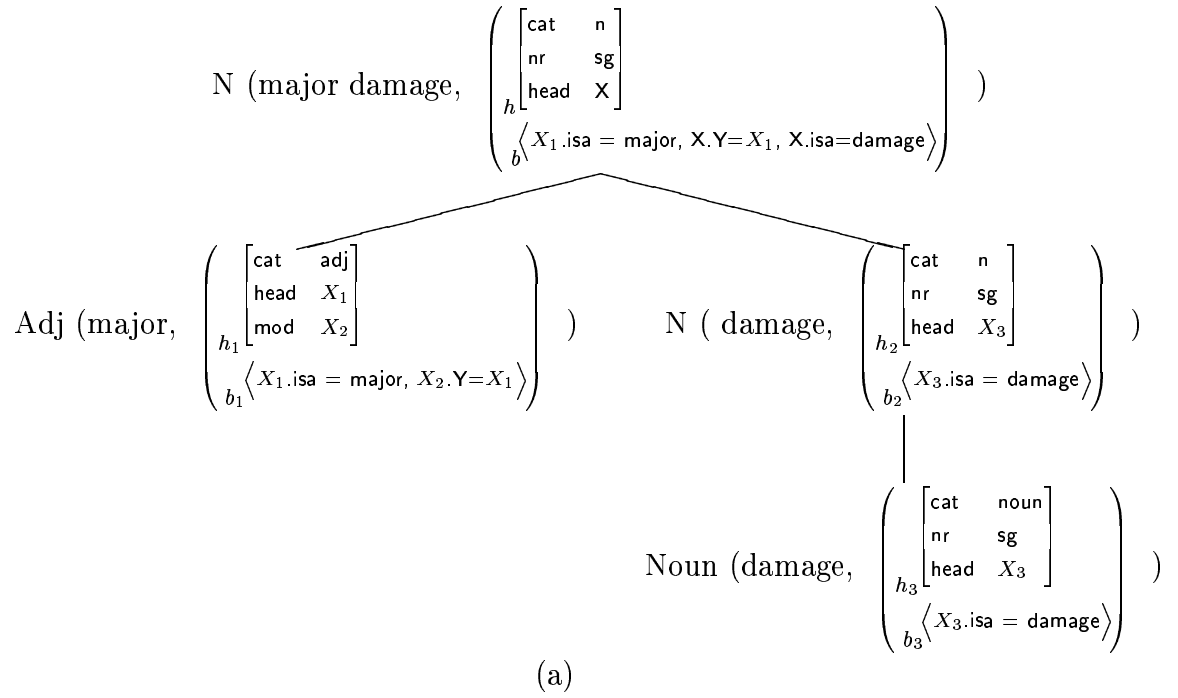 cat n
nr sg
N (major damage, head X )
h
b⟨X₁.isa = major, X.Y=X₁, X.isa=damage⟩
cat adj
Adj (major, head X₁ )
mod X₂
h₁
b₁⟨X₁.isa = major, X₂.Y=X₁⟩
cat n
nr sg
N ( damage, head X₃ )
h₂
b₂⟨X₃.isa = damage⟩
cat noun
nr sg
Noun (damage, head X₃ )
h₃
b₃⟨X₃.isa = damage⟩
(a)